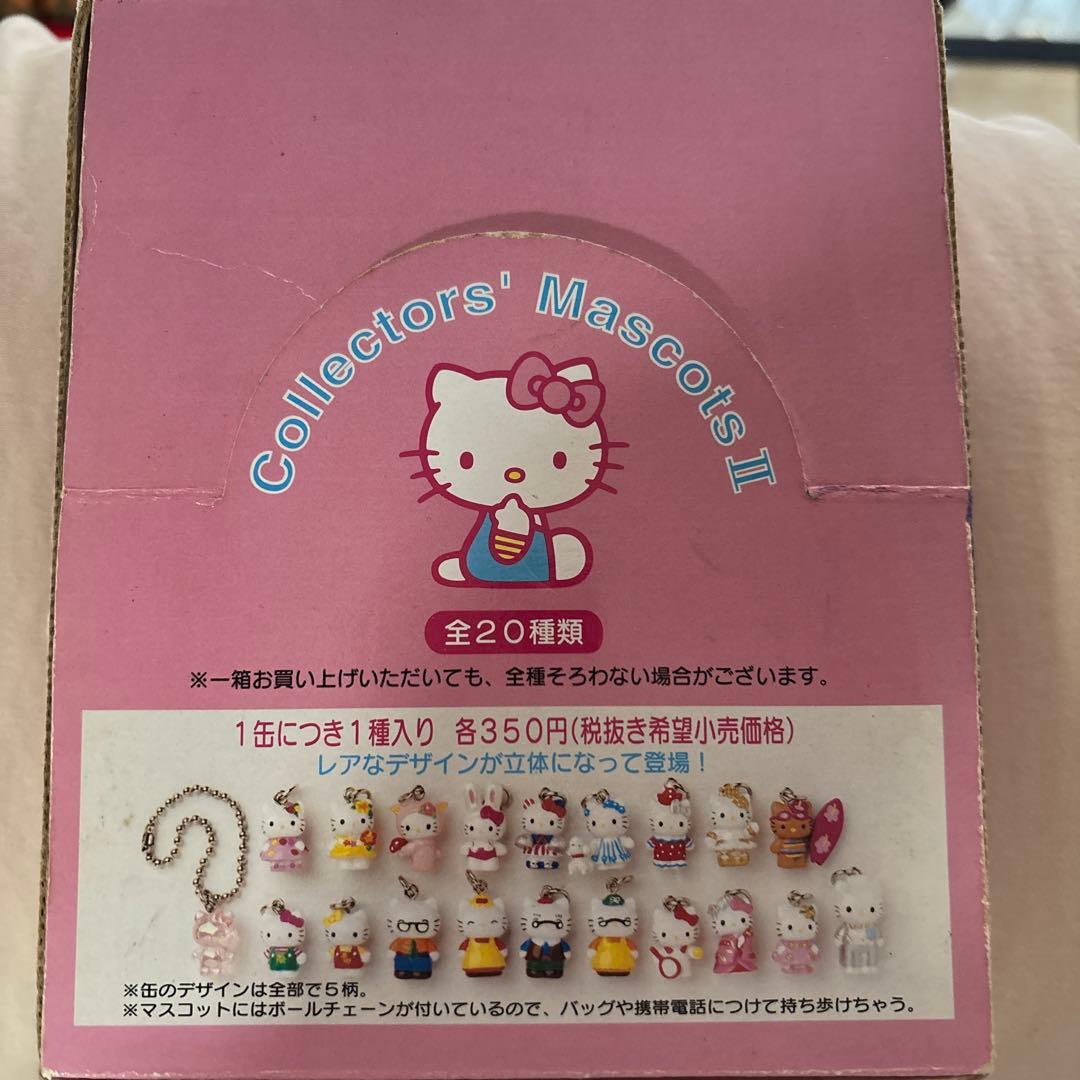 Collectors' Mascots Ⅱ
全20種類
※一箱お買い上げいただいても、全種そろわない場合がございます。
1缶につき1種入り 各350円(税抜き希望小売価格)
レアなデザインが立体になって登場！
※缶のデザインは全部で5柄。
※マスコットにはボールチェーンが付いているので、バッグや携帯電話につけて持ち歩けちゃう。